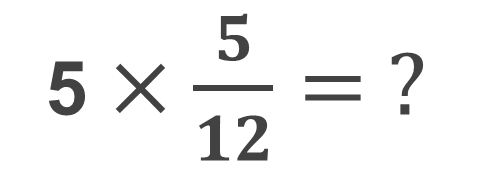 5 × 5/12 = ?